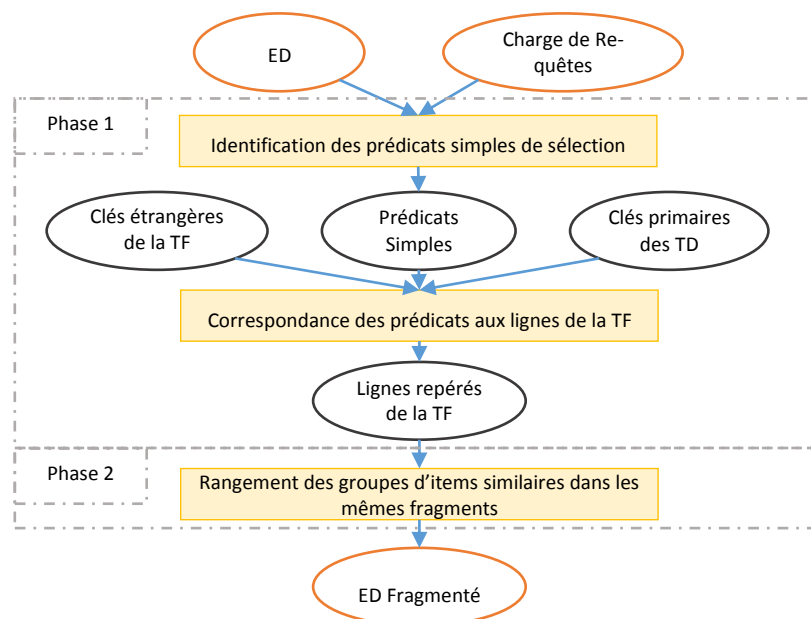 ED
Charge de Re-
quêtes
Phase 1
Identification des prédicats simples de sélection
Clés étrangères
de la TF
Prédicats
Simples
Clés primaires
des TD
Correspondance des prédicats aux lignes de la TF
Lignes repérés
de la TF
Phase 2
Rangement des groupes d'items similaires dans les
mêmes fragments
ED Fragmenté